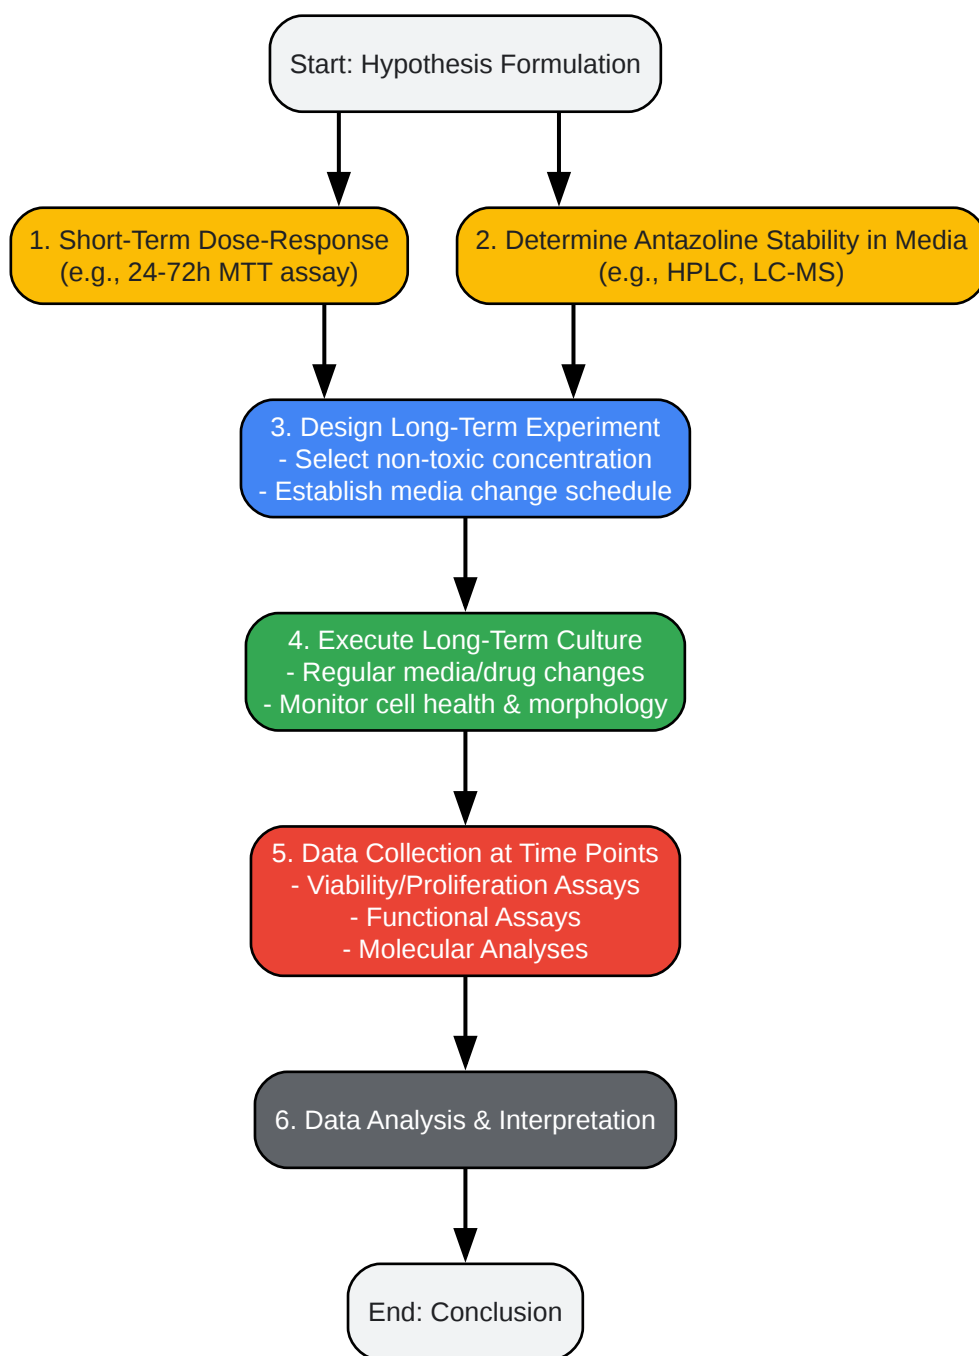 Start: Hypothesis Formulation
1. Short-Term Dose-Response
(e.g., 24-72h MTT assay)
2. Determine Antazoline Stability in Media
(e.g., HPLC, LC-MS)
3. Design Long-Term Experiment
- Select non-toxic concentration
- Establish media change schedule
4. Execute Long-Term Culture
- Regular media/drug changes
- Monitor cell health & morphology
5. Data Collection at Time Points
- Viability/Proliferation Assays
- Functional Assays
- Molecular Analyses
6. Data Analysis & Interpretation
End: Conclusion